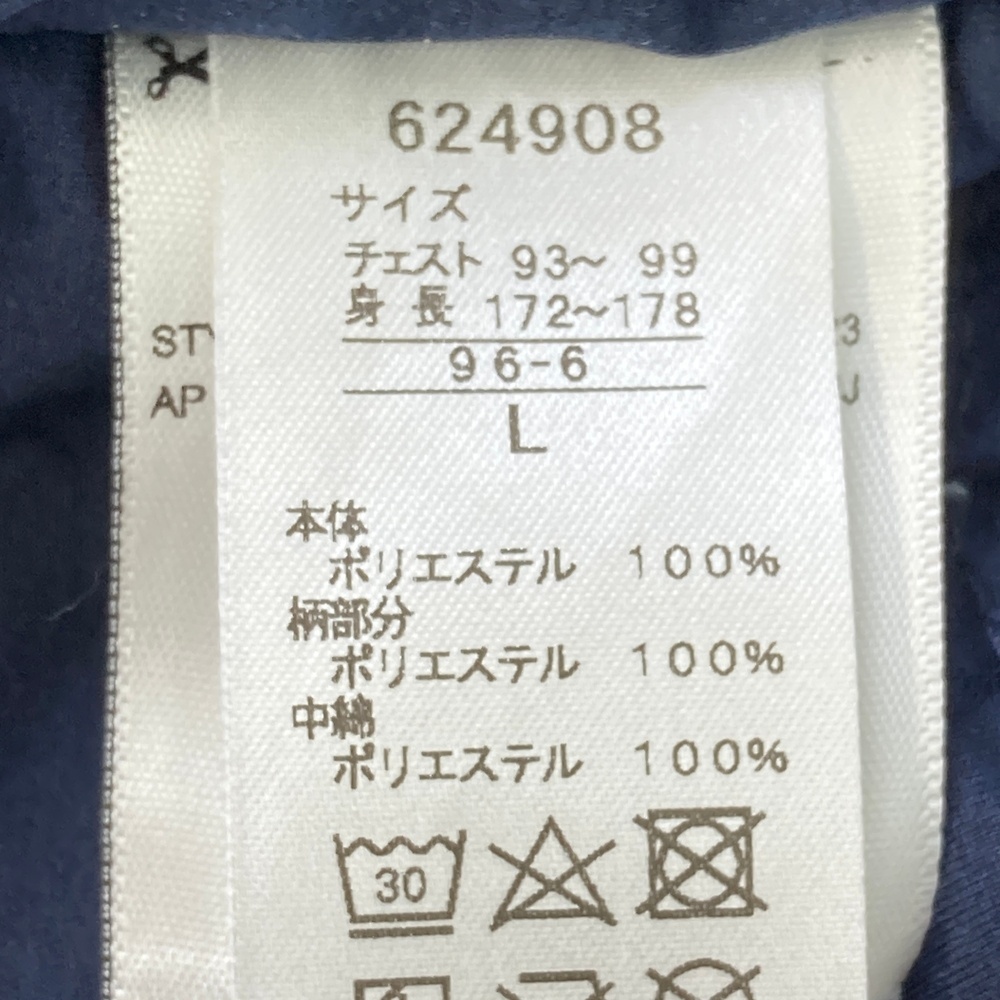 624908
サイズ
チェスト 93～ 99
身 長 172～178
96-6
L
本体
ポリエステル 100%
柄部分
ポリエステル 100%
中綿
ポリエステル 100%
30